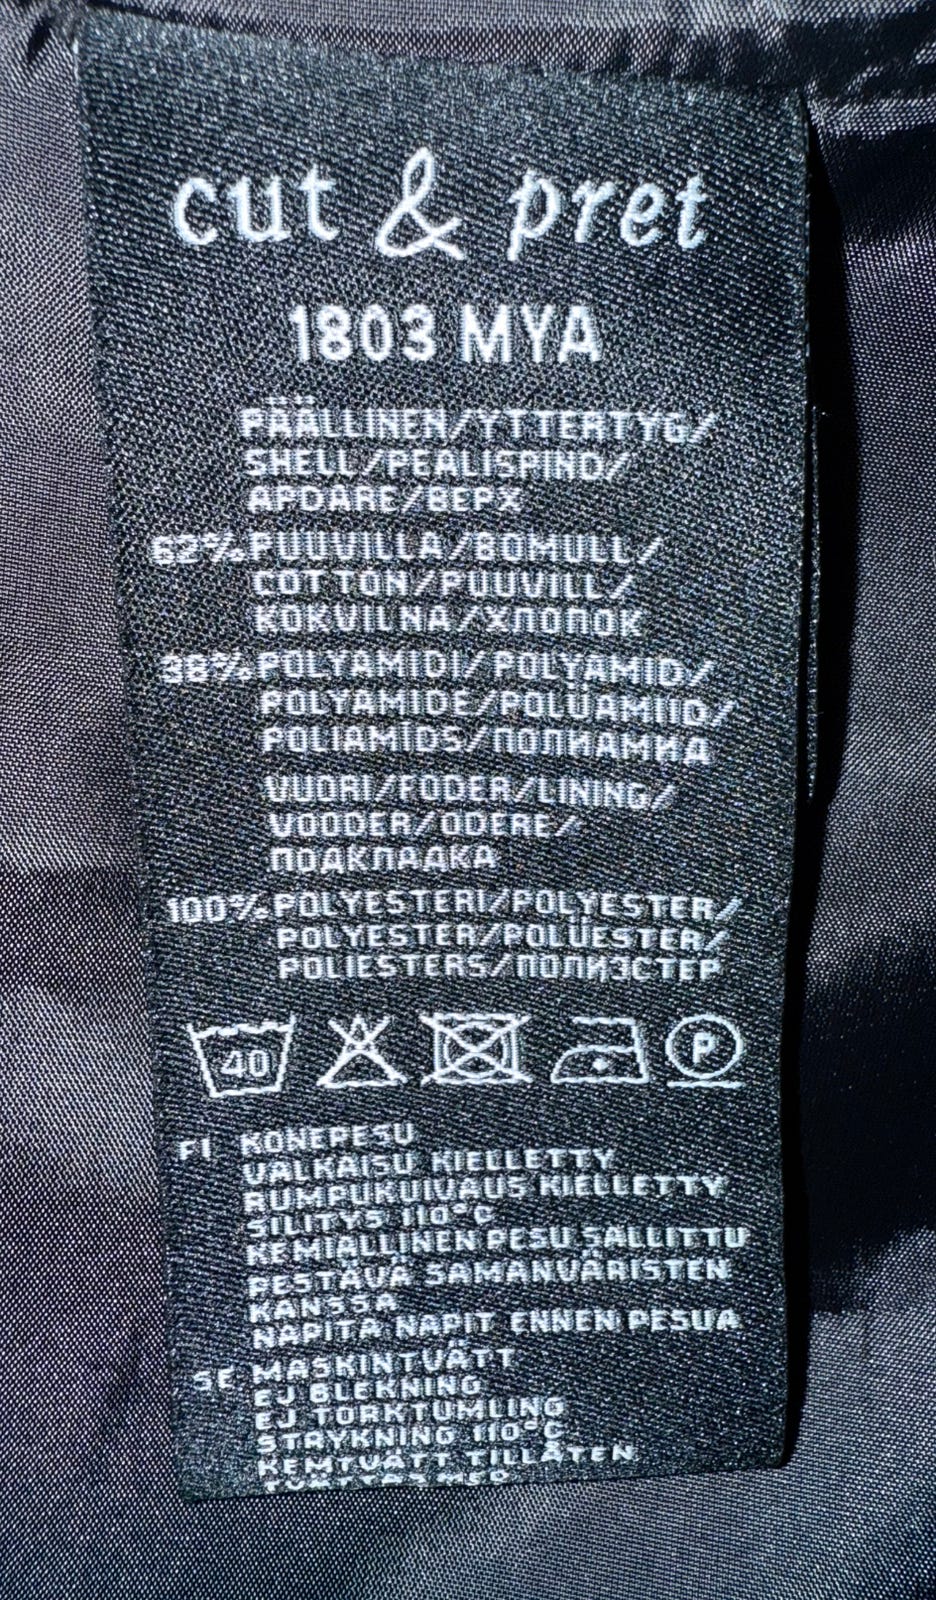 cut & pret
1803 MYA
PÄÄLLINEN/YTTERTYG/
SHELL/PEALISPIND/
APDARE/ВЕРХ
62% PUUVILLA/BOMULL/
COTTON/PUUVILL/
KOKVILNA/ХЛОПОК
38% POLYAMIDI/POLYAMID/
POLYAMIDE/POLÜAMIID/
POLIAMIDS/ПОЛИАМИД
VUORI/FODER/LINING/
VOODER/ODERE/
ПОДКЛАДКА
100% POLYESTERI/POLYESTER/
POLYESTER/POLÜESTER/
POLIESTERS/ПОЛИЭСТЕР
40 P
FI KONEPESU
VALKAISU KIELLETTY
RUMPUKUIVAUS KIELLETTY
SILITYS 110°C
KEMIALLINEN PESU SALLITTU
PESTÄVÄ SAMANVÄRISTEN
KANSSA
NAPITA NAPIT ENNEN PESUA
SE MASKINTVÄTT
EJ BLEKNING
EJ TORKTUMLING
STRYKNING 110°C
KEMTVÄTT TILLÅTEN
MED